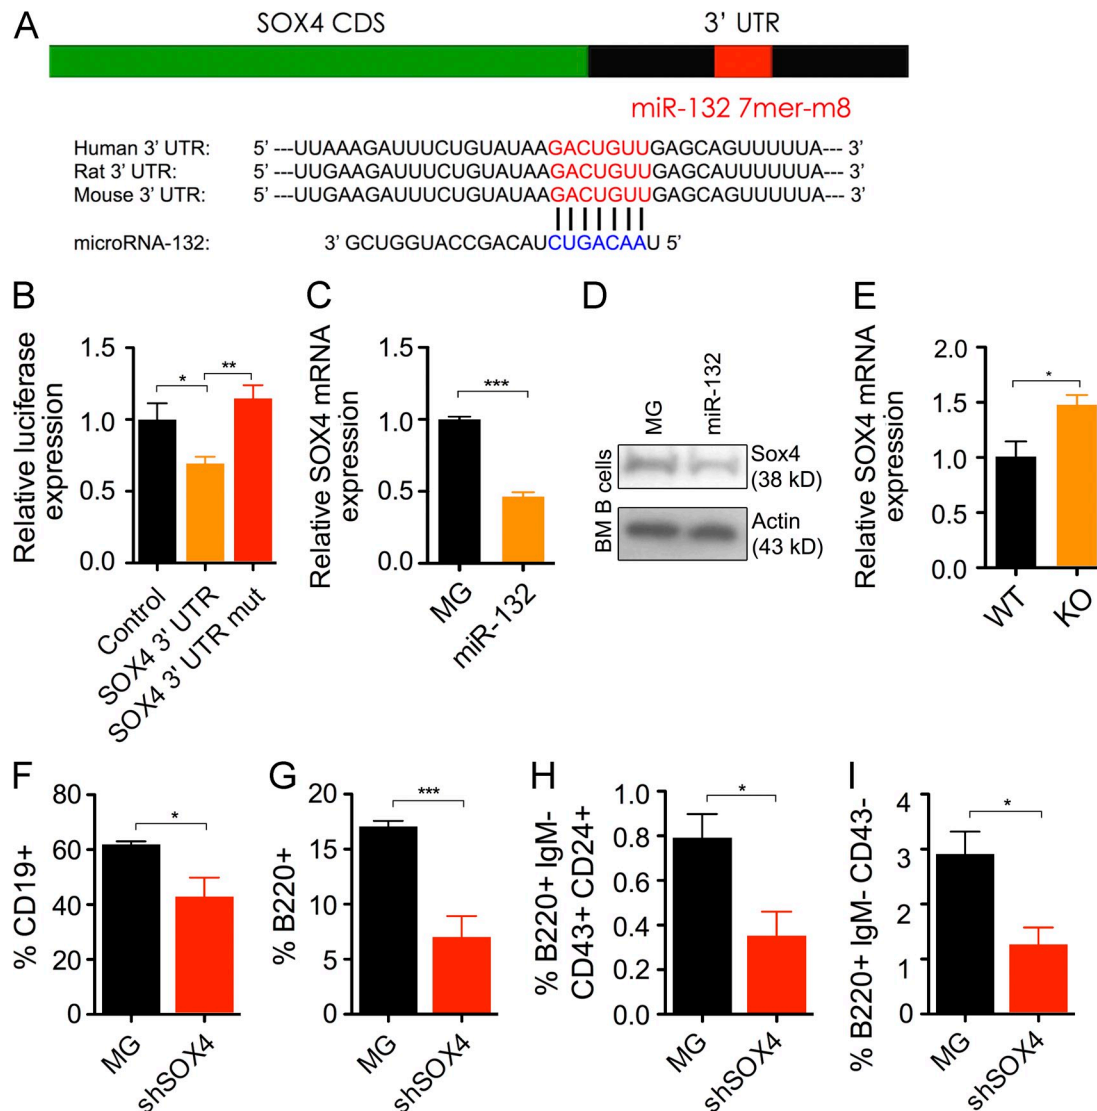 A
SOX4 CDS
3’ UTR
miR-132 7mer-m8
Human 3’ UTR: 5’ ---UUAAAGAUUUCUGUAUAAGACUGUUGAGCAGUUUUUUA--- 3’
Rat 3’ UTR: 5’ ---UUGAAGAUUUCUGUAUAAGACUGUUGAGCAUUUUUUA--- 3’
Mouse 3’ UTR: 5’ ---UUGAAGAUUUCUGUAUAAGACUGUUGAGCAGUUUUUUA--- 3’
microRNA-132: 3’ GCUGGUACCGACAUCUGACAAU 5’
B
Relative luciferase
expression
1.5
1.0
0.5
0.0
*
**
Control
SOX4 3' UTR
SOX4 3' UTR mut
C
Relative SOX4 mRNA
expression
1.5
1.0
0.5
0.0
***
MG
miR-132
D
MG
miR-132
BM B cells
Sox4
(38 kD)
Actin
(43 kD)
E
Relative SOX4 mRNA
expression
2.0
1.5
1.0
0.5
0.0
*
WT
KO
F
% CD19+
80
60
40
20
0
*
MG
shSOX4
G
% B220+
20
15
10
5
0
***
MG
shSOX4
H
% B220+ IgM-
CD43+ CD24+
1.0
0.8
0.6
0.4
0.2
0.0
*
MG
shSOX4
I
% B220+ IgM- CD43-
4
3
2
1
0
*
MG
shSOX4